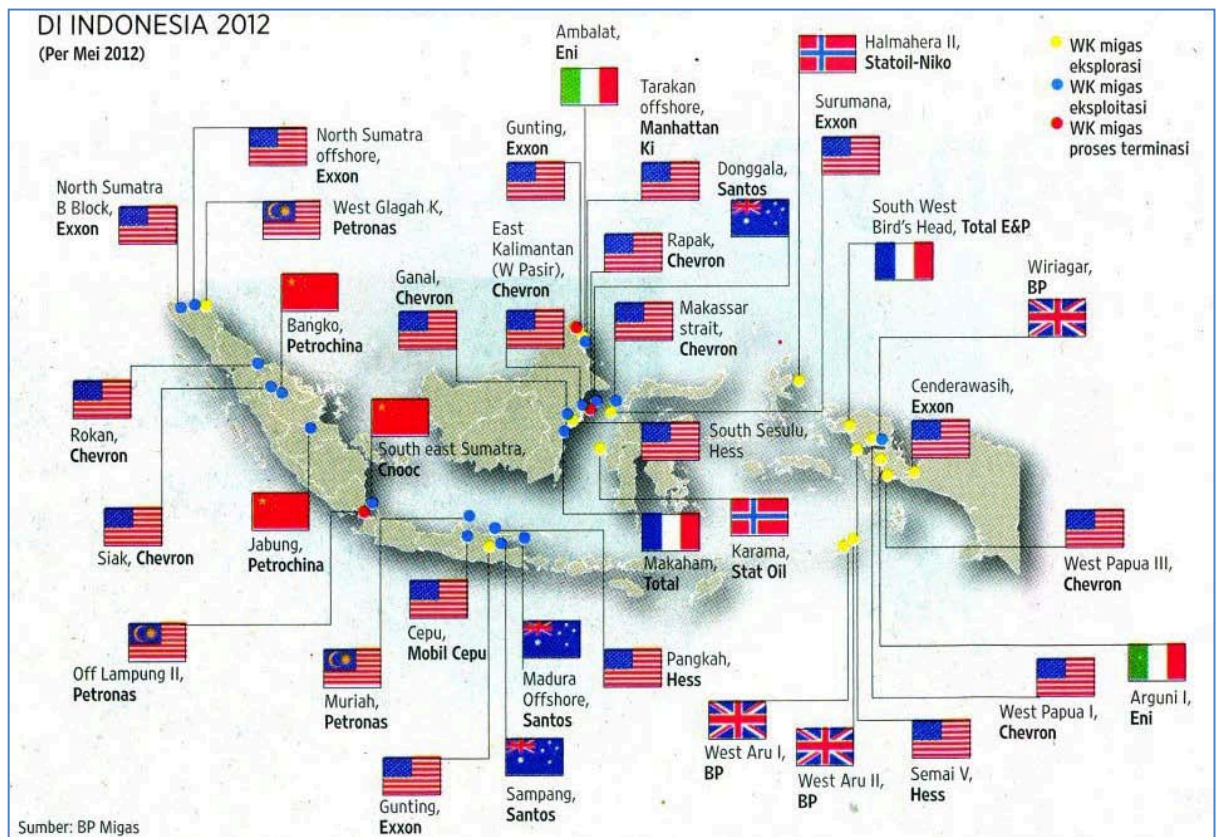 DI INDONESIA 2012
(Per Mei 2012)
North Sumatra
B Block,
Exxon
North Sumatra
offshore,
Exxon
West Glagah K,
Petronas
Bangko,
Petrochina
Ganal,
Chevron
Gunting,
Exxon
East
Kalimantan
(W Pasir),
Chevron
Ambalat,
Eni
Tarakan
offshore,
Manhattan
Ki
Rapak,
Chevron
Donggala,
Santos
Makassar
strait,
Chevron
Halmahera II,
Statoil-Niko
Surumana,
Exxon
South West
Bird's Head, Total E&P
Wiriagar,
BP
WK migas
eksplorasi
WK migas
eksploitasi
WK migas
proses terminasi
Rokan,
Chevron
South east Sumatra,
Cnooc
South Sesulu,
Hess
Cenderawasih,
Exxon
Siak, Chevron
Jabung,
Petrochina
Makaham,
Total
Karama,
Stat Oil
West Papua III,
Chevron
Off Lampung II,
Petronas
Muriah,
Petronas
Cepu,
Mobil Cepu
Madura
Offshore,
Santos
Pangkah,
Hess
West Aru I,
BP
West Aru II,
BP
Semai V,
Hess
West Papua I,
Chevron
Arguni I,
Eni
Gunting,
Exxon
Sampang,
Santos
Sumber: BP Migas